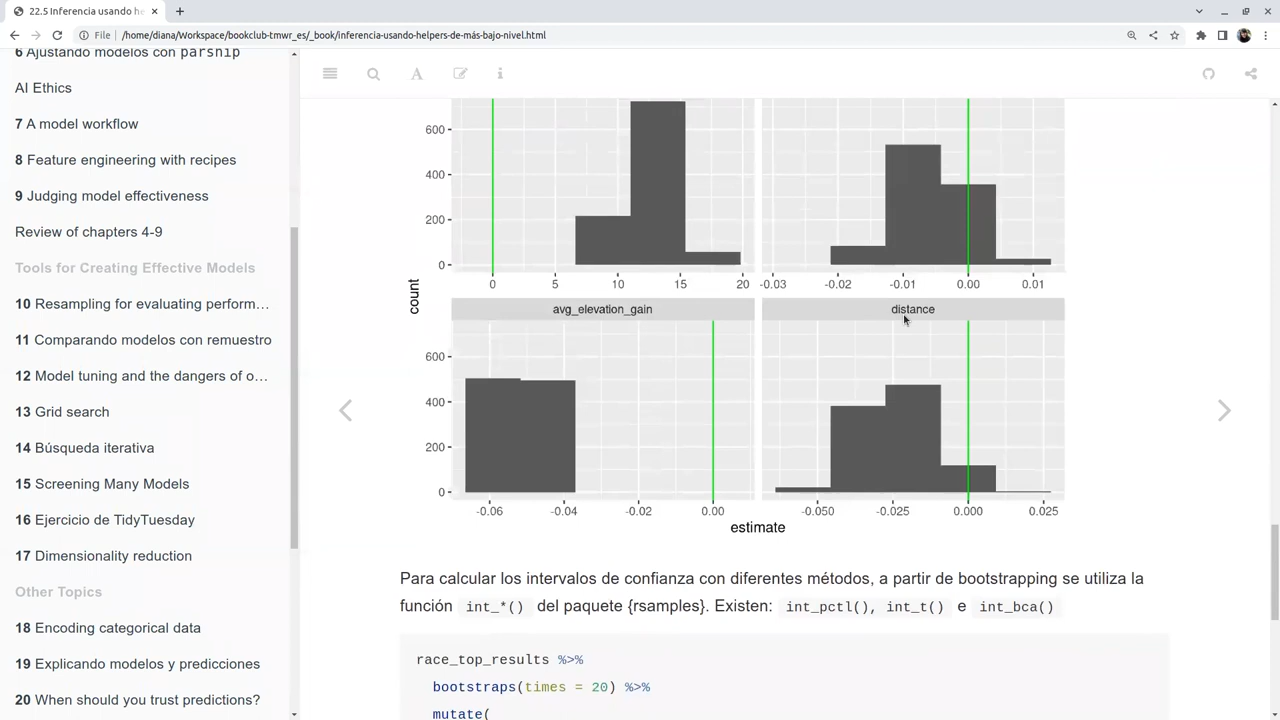 22.5 Inferencia usando he
File
/home/diana/Workspace/bookclub-tmwr_es/_book/inferencia-usando-helpers-de-más-bajo-nivel.html
6 Ajustando modelos con parship
AI Ethics
7 A model workflow
8 Feature engineering with recipes
9 Judging model effectiveness
Review of chapters 4-9
Tools for Creating Effective Models
10 Resampling for evaluating perform…
11 Comparando modelos con remuestro
12 Model tuning and the dangers of o…
13 Grid search
14 Búsqueda iterativa
15 Screening Many Models
16 Ejercicio de TidyTuesday
17 Dimensionality reduction
Other Topics
18 Encoding categorical data
19 Explicando modelos y predicciones
20 When should you trust predictions?
600
400
200
0
0 5 10 15 20
-0.03 -0.02 -0.01 0.00 0.01
count
avg_elevation_gain
distance
600
400
200
0
-0.06 -0.04 -0.02 0.00
-0.050 -0.025 0.000 0.025
estimate
Para calcular los intervalos de confianza con diferentes métodos, a partir de bootstrapping se utiliza la
función int_*() del paquete {rsamples}. Existen: int_pctl(), int_t() e int_bca()
race_top_results %>%
bootstraps(times = 20) %>%
mutate(